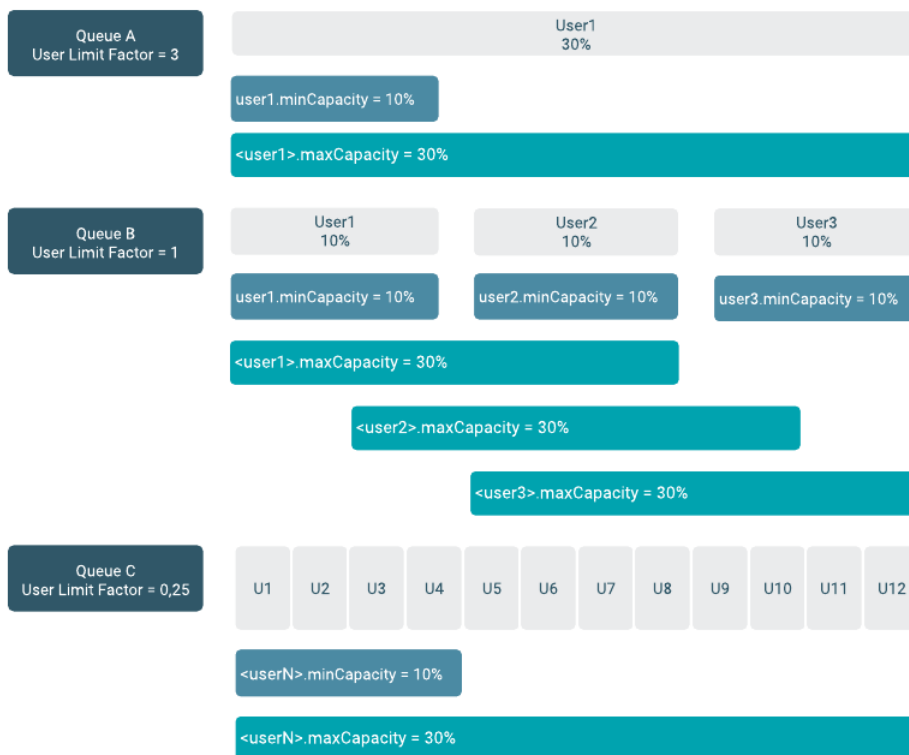 Queue A
User Limit Factor = 3
User1
30%
user1.minCapacity = 10%
<user1>.maxCapacity = 30%
Queue B
User Limit Factor = 1
User1
10%
User2
10%
User3
10%
user1.minCapacity = 10%
user2.minCapacity = 10%
user3.minCapacity = 10%
<user1>.maxCapacity = 30%
<user2>.maxCapacity = 30%
<user3>.maxCapacity = 30%
Queue C
User Limit Factor = 0,25
U1 U2 U3 U4 U5 U6 U7 U8 U9 U10 U11 U12
<userN>.minCapacity = 10%
<userN>.maxCapacity = 30%